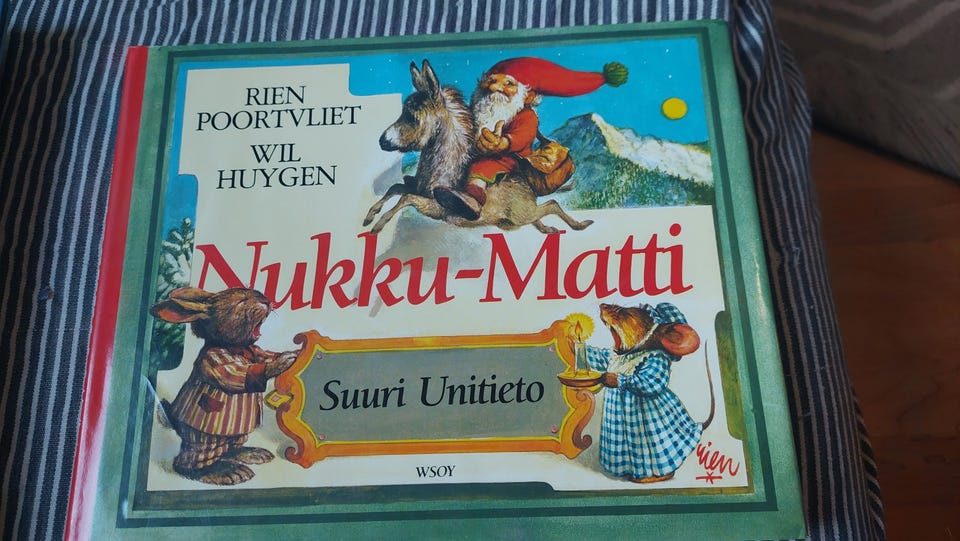 RIEN
POORTVLIET
WIL
HUYGEN
Nukku-Matti
Suuri Unitieto
WSOY
rien